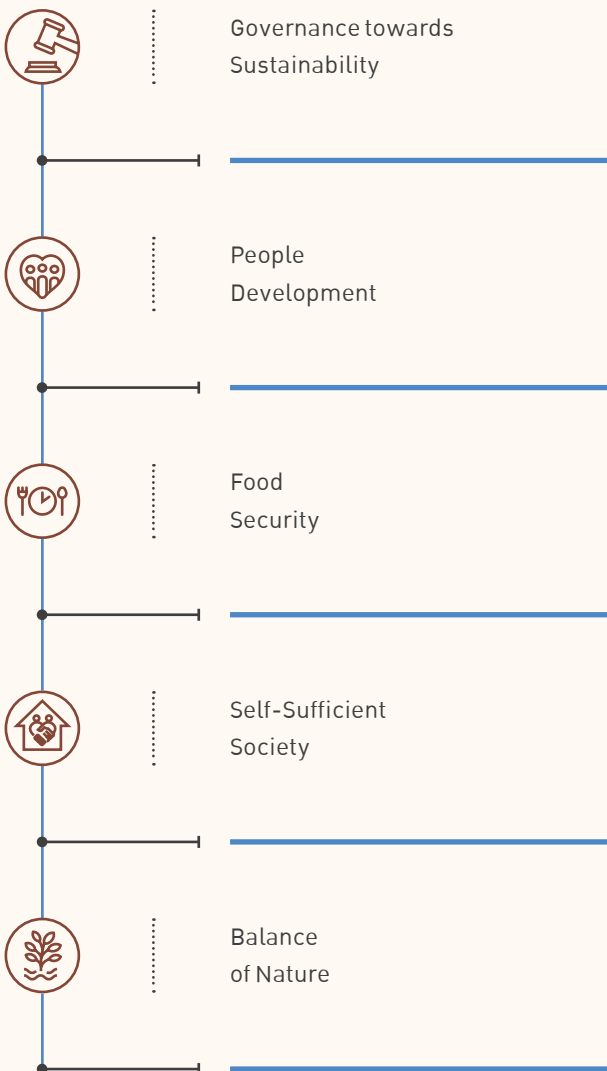 Governance towards
Sustainability
People
Development
Food
Security
Self-Sufficient
Society
Balance
of Nature